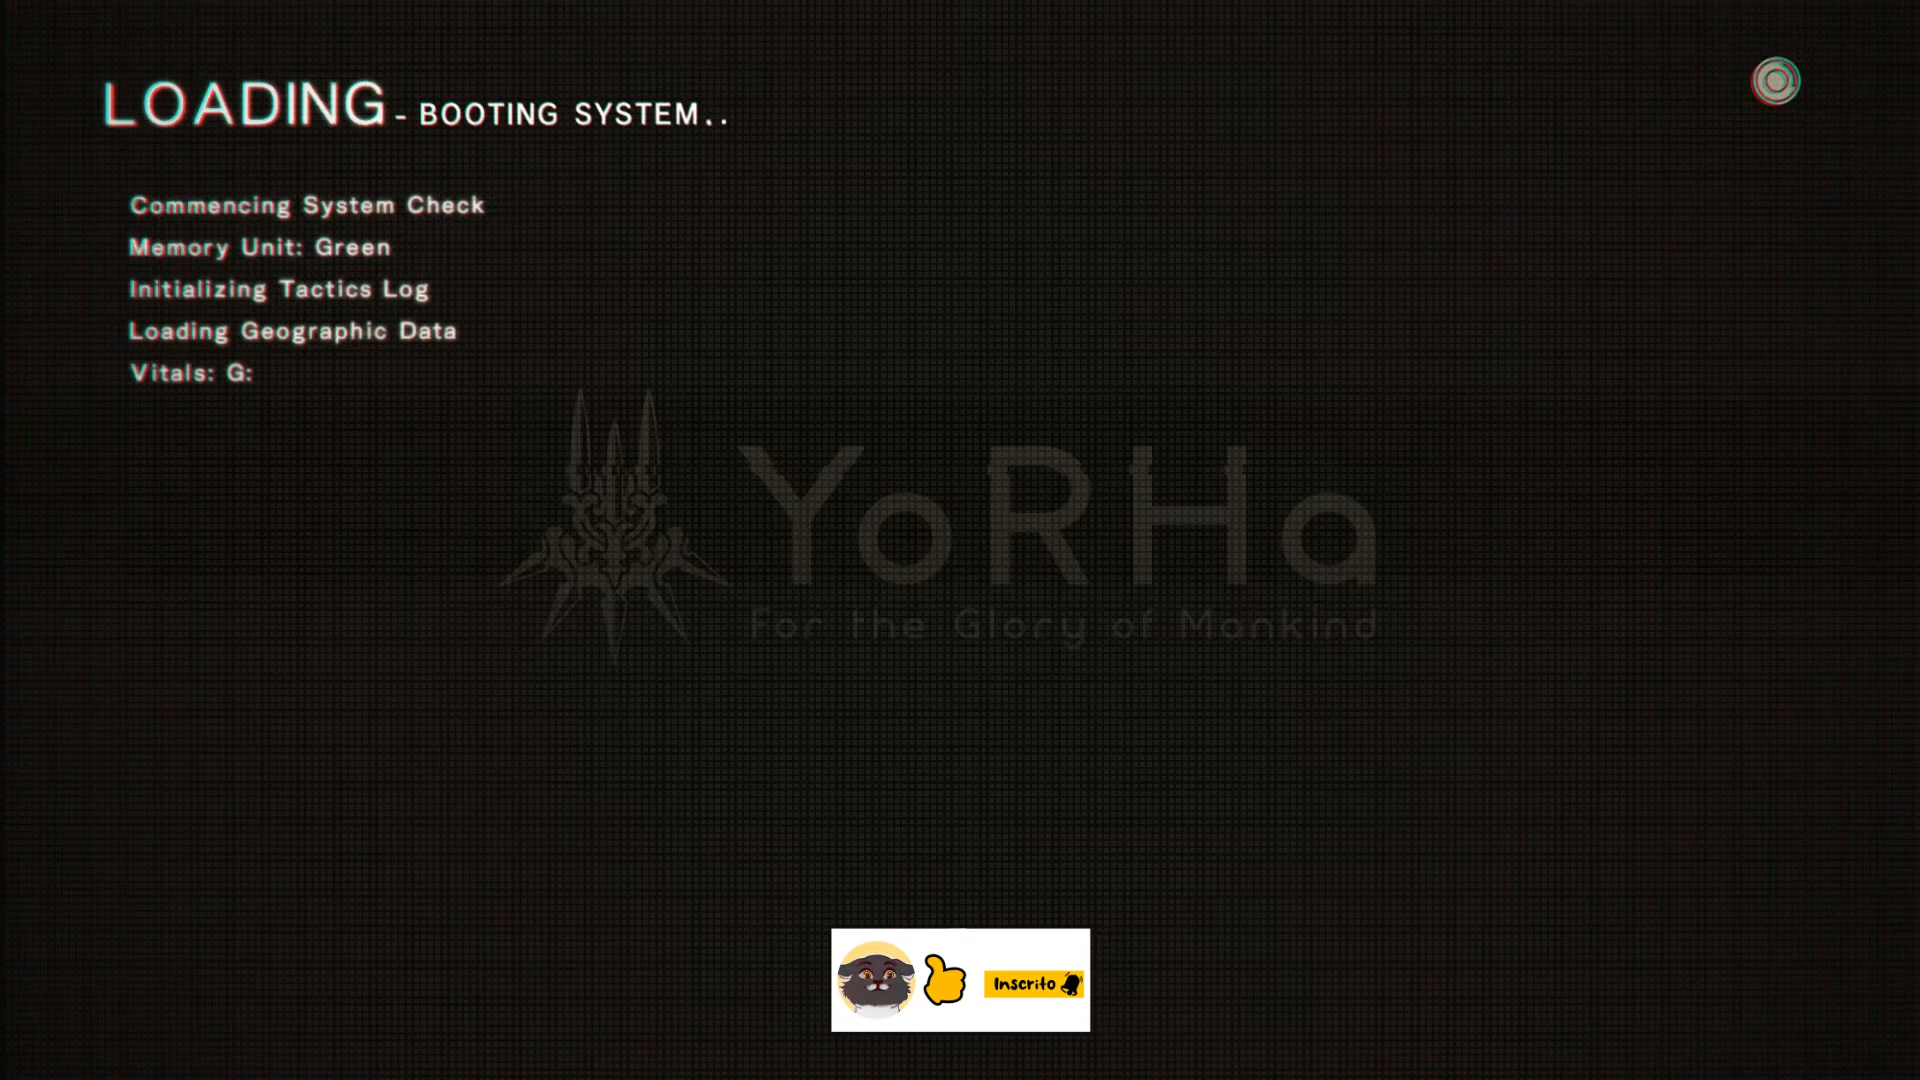 LOADING - BOOTING SYSTEM..
Commencing System Check
Memory Unit: Green
Initializing Tactics Log
Loading Geographic Data
Vitals: G:
YoRHa
For the Glory of Mankind
Inscrito